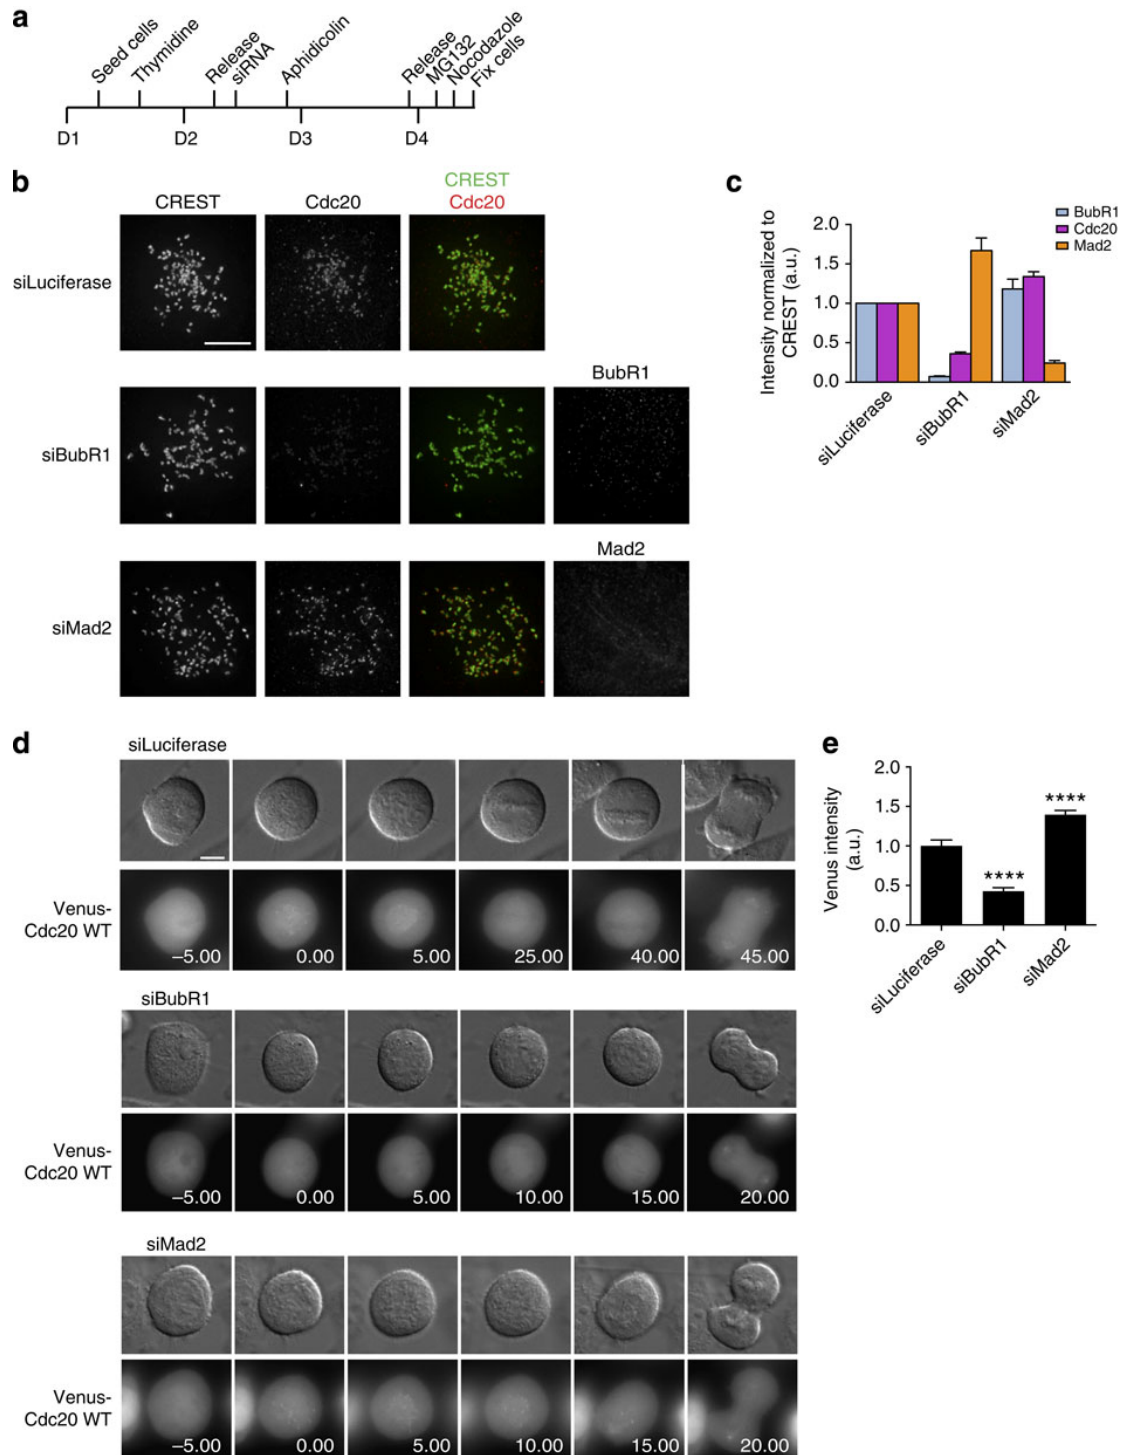 a
Seed cells
Thymidine
Release
siRNA
Aphidicolin
Release
MG132
Nocodazole
Fix cells
D1 D2 D3 D4
b
CREST Cdc20 CREST
Cdc20
siLuciferase
BubR1
siBubR1
Mad2
siMad2
c
BubR1
Cdc20
Mad2
Intensity normalized to
CREST (a.u.)
2.0
1.5
1.0
0.5
0.0
siLuciferase
siBubR1
siMad2
d
siLuciferase
Venus-
Cdc20 WT
–5.00 0.00 5.00 25.00 40.00 45.00
siBubR1
Venus-
Cdc20 WT
–5.00 0.00 5.00 10.00 15.00 20.00
siMad2
Venus-
Cdc20 WT
–5.00 0.00 5.00 10.00 15.00 20.00
e
Venus intensity
(a.u.)
2.0
1.5
1.0
0.5
0.0
****
****
siLuciferase
siBubR1
siMad2